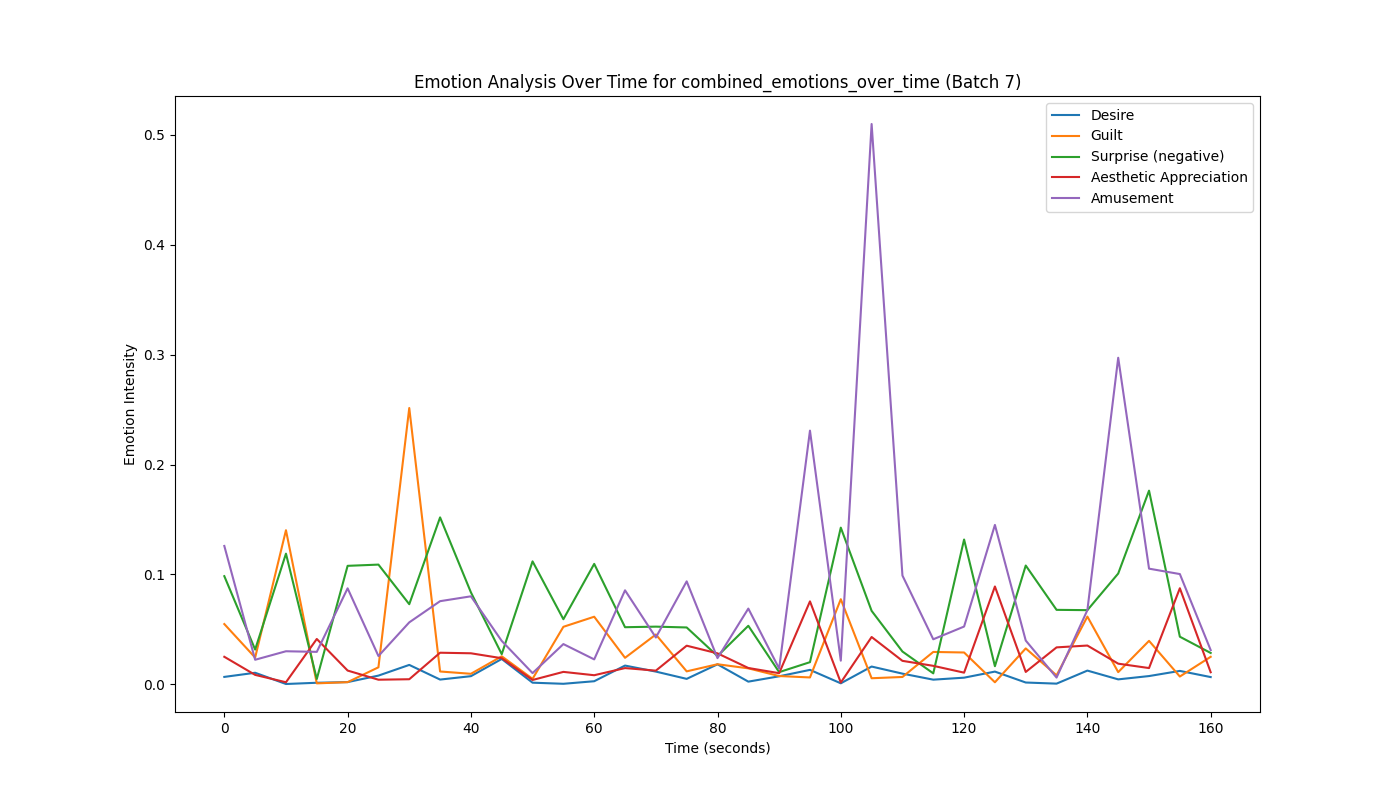 Emotion Analysis Over Time for combined_emotions_over_time (Batch 7)
Desire
Guilt
Surprise (negative)
Aesthetic Appreciation
Amusement
Emotion Intensity
0.5
0.4
0.3
0.2
0.1
0.0
0 20 40 60 80 100 120 140 160
Time (seconds)